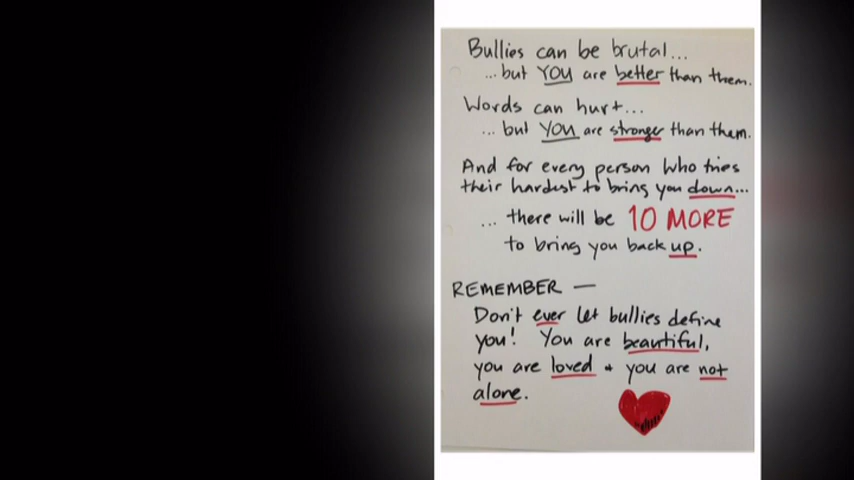 Bullies can be brutal...
...but YOU are better than them.
Words can hurt...
...but YOU are stronger than them.
And for every person who tries
their hardest to bring you down...
...there will be 10 MORE
to bring you back up.
REMEMBER —
Don't ever let bullies define
you! You are beautiful,
you are loved + you are not
alone.